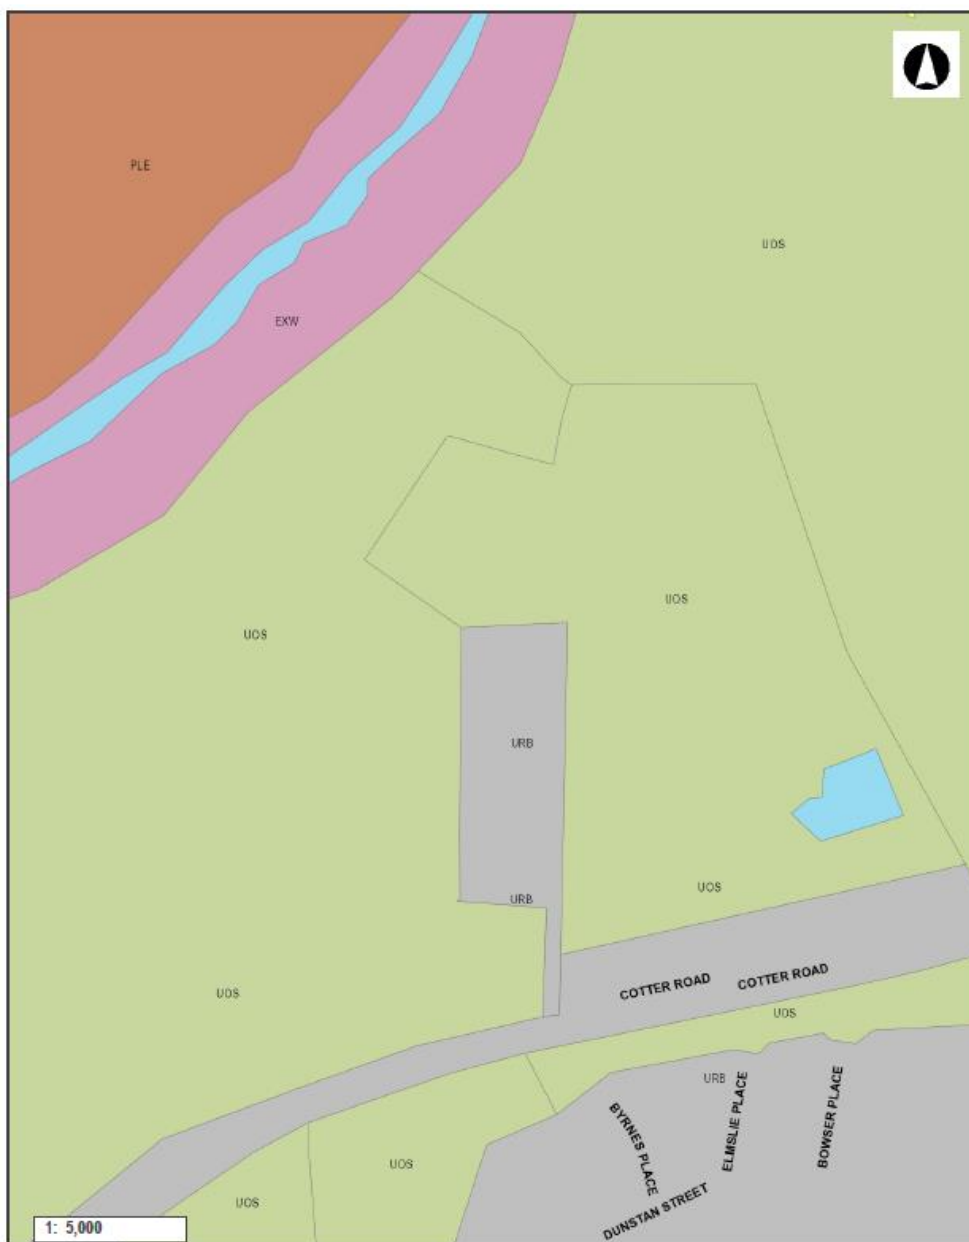 PLE
UOS
EXW
UOS
UOS
URB
UOS
URB
COTTER ROAD
COTTER ROAD
UOS
UOS
URB
BYRNES PLACE
ELMSLIE PLACE
BOWSER PLACE
UOS
DUNSTAN STREET
UOS
1: 5,000